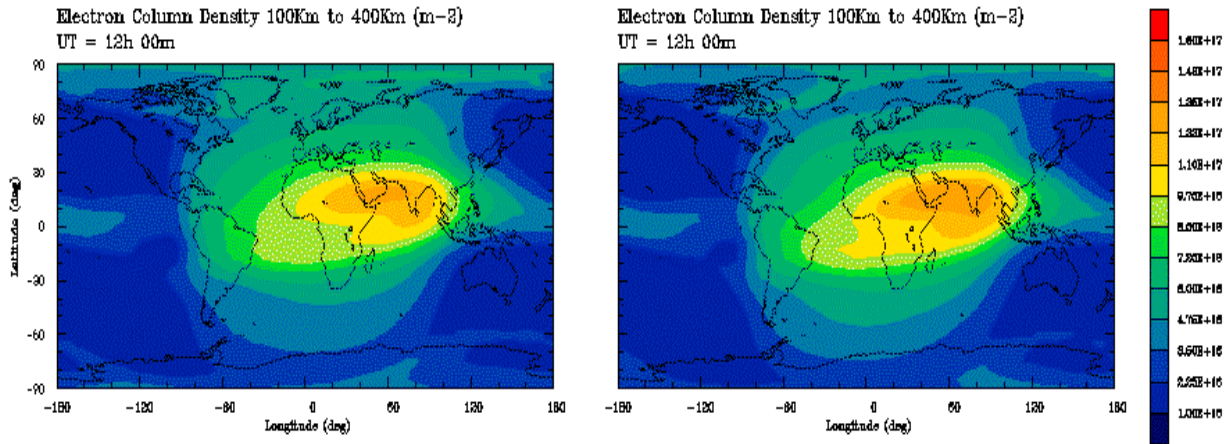 Electron Column Density 100Km to 400Km (m-2)
UT = 12h 00m
Electron Column Density 100Km to 400Km (m-2)
UT = 12h 00m
Latitude (deg)
90
60
30
0
-30
-60
-90
-180 -120 -60 0 60 120 180
Longitude (deg)
90
60
30
0
-30
-60
-90
-180 -120 -60 0 60 120 180
Longitude (deg)
1.60E+17
1.48E+17
1.35E+17
1.23E+17
1.10E+17
9.75E+16
8.50E+16
7.25E+16
6.00E+16
4.75E+16
3.50E+16
2.25E+16
1.00E+16